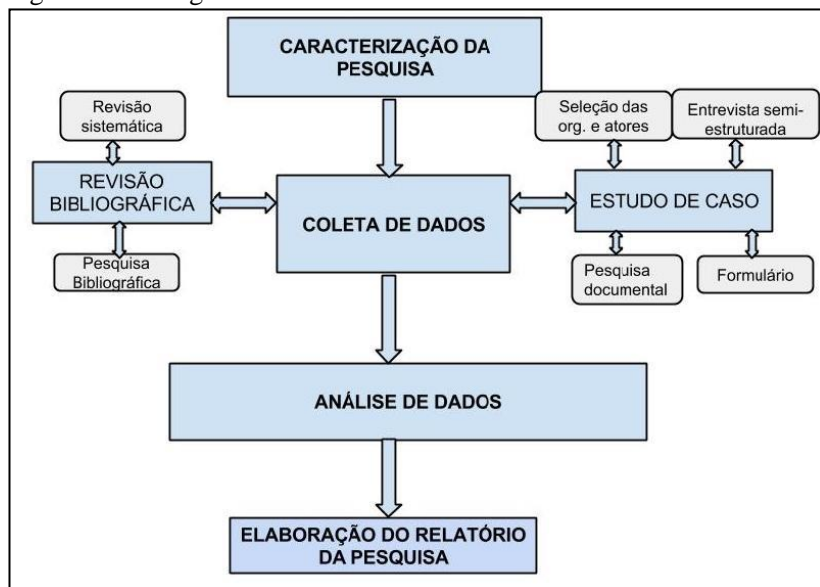 CARACTERIZAÇÃO DA
PESQUISA
Revisão
sistemática
Seleção das
org. e atores
Entrevista semi-
estruturada
REVISÃO
BIBLIOGRÁFICA
COLETA DE DADOS
ESTUDO DE CASO
Pesquisa
Bibliográfica
Pesquisa
documental
Formulário
ANÁLISE DE DADOS
ELABORAÇÃO DO RELATÓRIO
DA PESQUISA